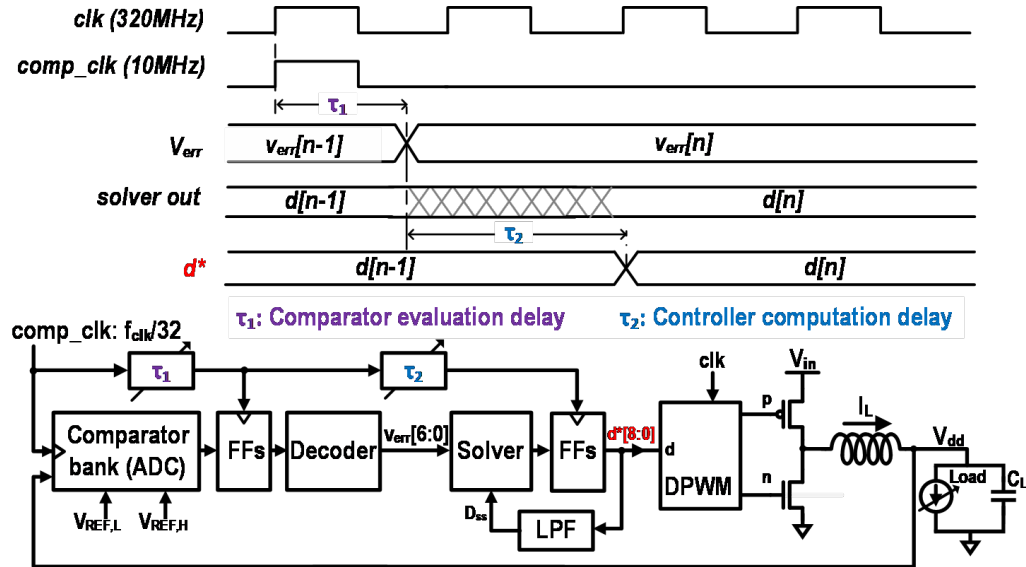 clk (320MHz)
comp_clk (10MHz)
τ1
Verr
verr[n-1]
verr[n]
solver out
d[n-1]
d[n]
τ2
d*
d[n-1]
d[n]
τ1: Comparator evaluation delay
τ2: Controller computation delay
comp_clk: fclk/32
τ1
τ2
clk
Vin
Comparator
bank (ADC)
FFs
Decoder
verr[6:0]
Solver
FFs
d*[8:0]
d
DPWM
p
n
IL
Vdd
Load
CL
VREF,L
VREF,H
Dss
LPF